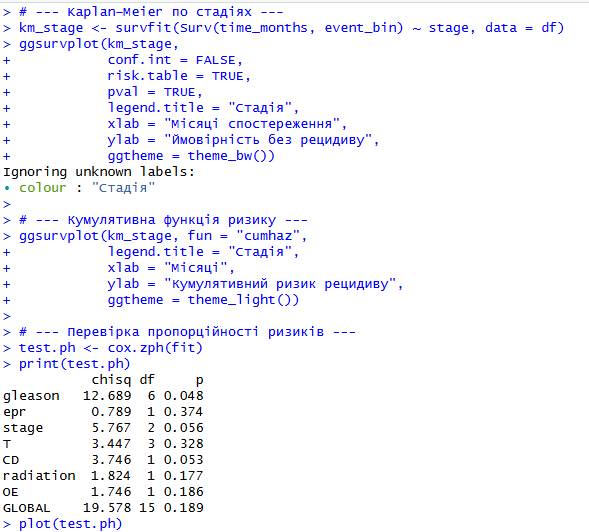 > # --- Kaplan–Meier по стадіях ---
> km_stage <- survfit(Surv(time_months, event_bin) ~ stage, data = df)
> ggsurvplot(km_stage,
+            conf.int = FALSE,
+            risk.table = TRUE,
+            pval = TRUE,
+            legend.title = "Стадія",
+            xlab = "Місяці спостереження",
+            ylab = "Ймовірність без рецидиву",
+            ggtheme = theme_bw())
Ignoring unknown labels:
• colour : "Стадія"
>
> # --- Кумулятивна функція ризику ---
> ggsurvplot(km_stage, fun = "cumhaz",
+            legend.title = "Стадія",
+            xlab = "Місяці",
+            ylab = "Кумулятивний ризик рецидиву",
+            ggtheme = theme_light())
>
> # --- Перевірка пропорційності ризиків ---
> test.ph <- cox.zph(fit)
> print(test.ph)
           chisq df     p
gleason   12.689  6 0.048
epr        0.789  1 0.374
stage      5.767  2 0.056
T          3.447  3 0.328
CD         3.746  1 0.053
radiation  1.824  1 0.177
OE         1.746  1 0.186
GLOBAL    19.578 15 0.189
> plot(test.ph)